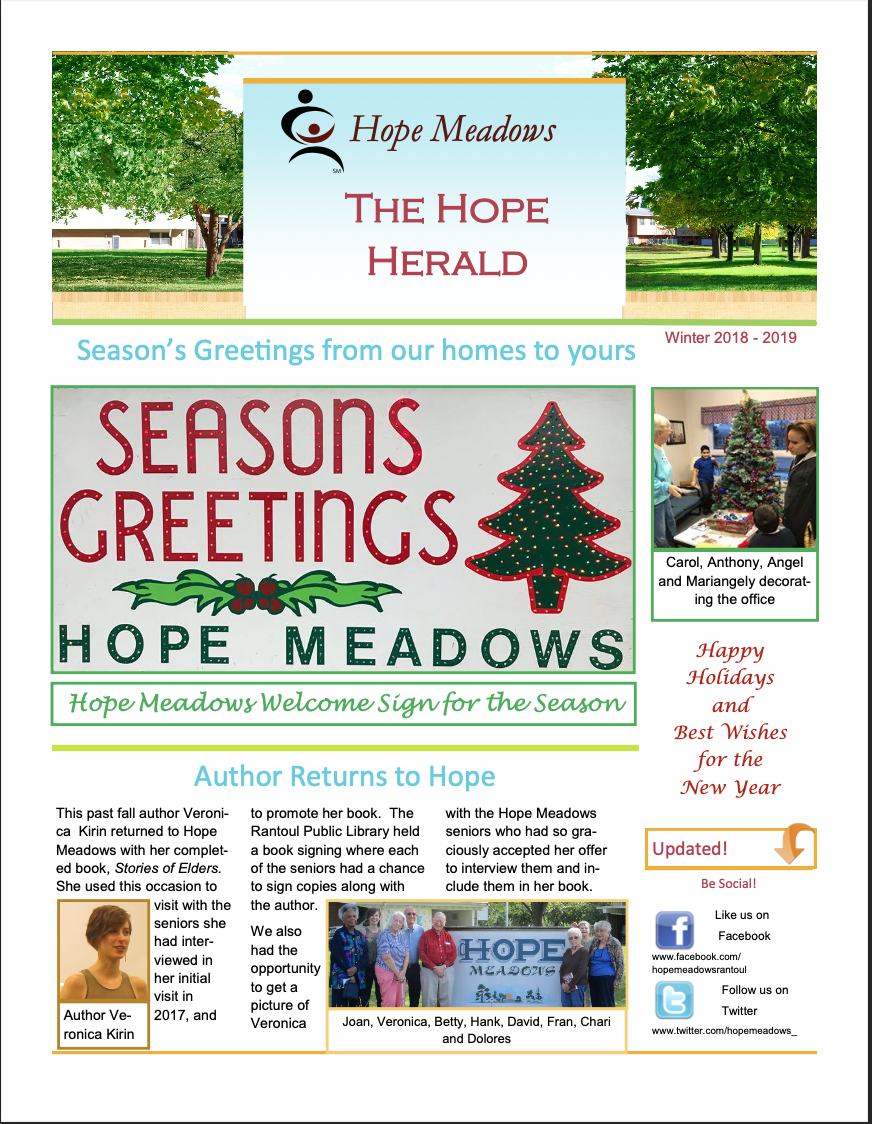 Hope Meadows
SM
The Hope
Herald
Season's Greetings from our homes to yours
Winter 2018 - 2019
SEASONS
GREETINGS
HOPE MEADOWS
Hope Meadows Welcome Sign for the Season
Carol, Anthony, Angel
and Mariangely decorat-
ing the office
Happy
Holidays
and
Best Wishes
for the
New Year
Author Returns to Hope
This past fall author Veroni-
ca Kirin returned to Hope
Meadows with her complet-
ed book, Stories of Elders.
She used this occasion to
visit with the
seniors she
had inter-
viewed in
her initial
visit in
2017, and
Author Ve-
ronica Kirin
to promote her book. The
Rantoul Public Library held
a book signing where each
of the seniors had a chance
to sign copies along with
the author.
We also
had the
opportunity
to get a
picture of
Veronica
with the Hope Meadows
seniors who had so gra-
ciously accepted her offer
to interview them and in-
clude them in her book.
HOPE
MEADOWS
Joan, Veronica, Betty, Hank, David, Fran, Chari
and Dolores
Updated!
Be Social!
Like us on
Facebook
www.facebook.com/
hopemeadowsrantoul
Follow us on
Twitter
www.twitter.com/hopemeadows_